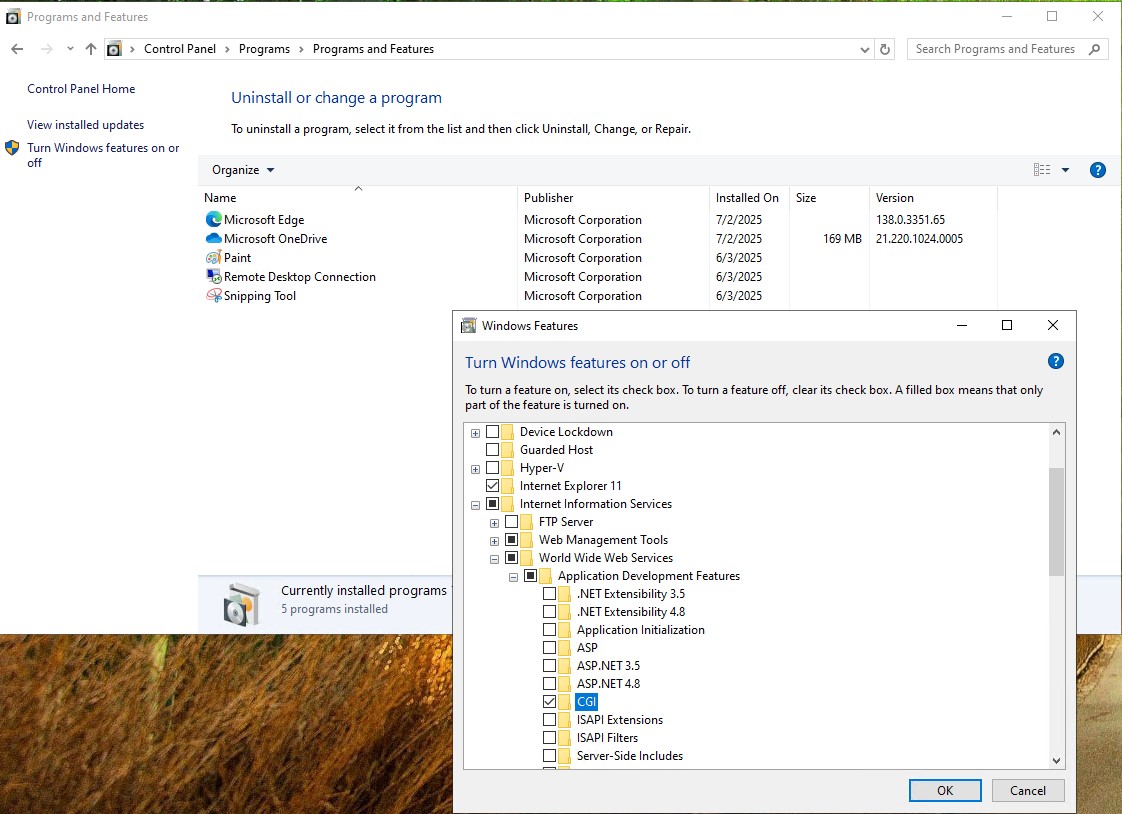 Programs and Features
Control Panel > Programs > Programs and Features
Search Programs and Features
Control Panel Home
View installed updates
Turn Windows features on or
off
Uninstall or change a program
To uninstall a program, select it from the list and then click Uninstall, Change, or Repair.
Organize
Name Publisher Installed On Size Version
Microsoft Edge Microsoft Corporation 7/2/2025 138.0.3351.65
Microsoft OneDrive Microsoft Corporation 7/2/2025 169 MB 21.220.1024.0005
Paint Microsoft Corporation 6/3/2025
Remote Desktop Connection Microsoft Corporation 6/3/2025
Snipping Tool Microsoft Corporation 6/3/2025
Currently installed programs
5 programs installed
Windows Features
Turn Windows features on or off
To turn a feature on, select its check box. To turn a feature off, clear its check box. A filled box means that only
part of the feature is turned on.
Device Lockdown
Guarded Host
Hyper-V
Internet Explorer 11
Internet Information Services
FTP Server
Web Management Tools
World Wide Web Services
Application Development Features
.NET Extensibility 3.5
.NET Extensibility 4.8
Application Initialization
ASP
ASP.NET 3.5
ASP.NET 4.8
CGI
ISAPI Extensions
ISAPI Filters
Server-Side Includes
OK Cancel